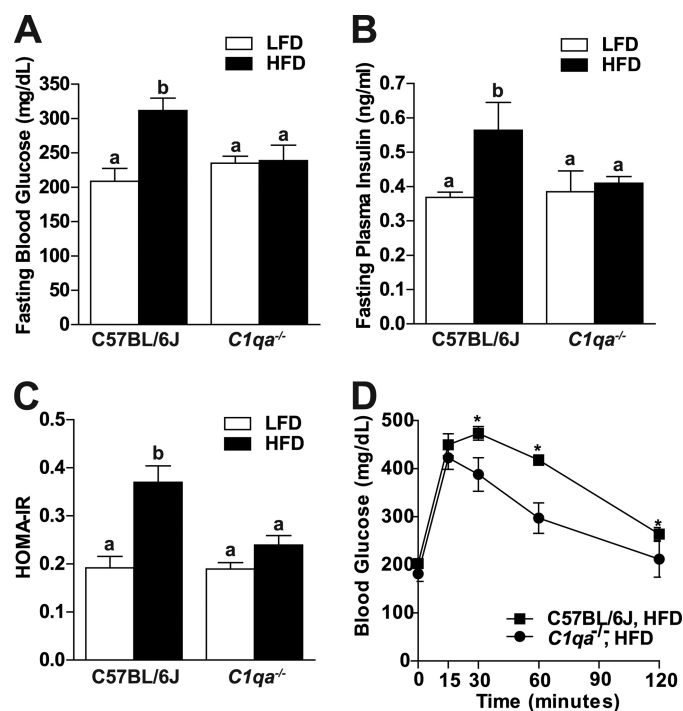 A
LFD
HFD
Fasting Blood Glucose (mg/dL)
350
300
250
200
150
100
50
0
a
b
a
a
C57BL/6J
C1qa-/-
B
LFD
HFD
Fasting Plasma Insulin (ng/ml)
0.7
0.6
0.5
0.4
0.3
0.2
0.1
0.0
a
b
a
a
C57BL/6J
C1qa-/-
C
LFD
HFD
HOMA-IR
0.5
0.4
0.3
0.2
0.1
0.0
a
b
a
a
C57BL/6J
C1qa-/-
D
Blood Glucose (mg/dL)
500
400
300
200
100
0
*
*
*
C57BL/6J, HFD
C1qa-/-, HFD
0 15 30 60 90 120
Time (minutes)